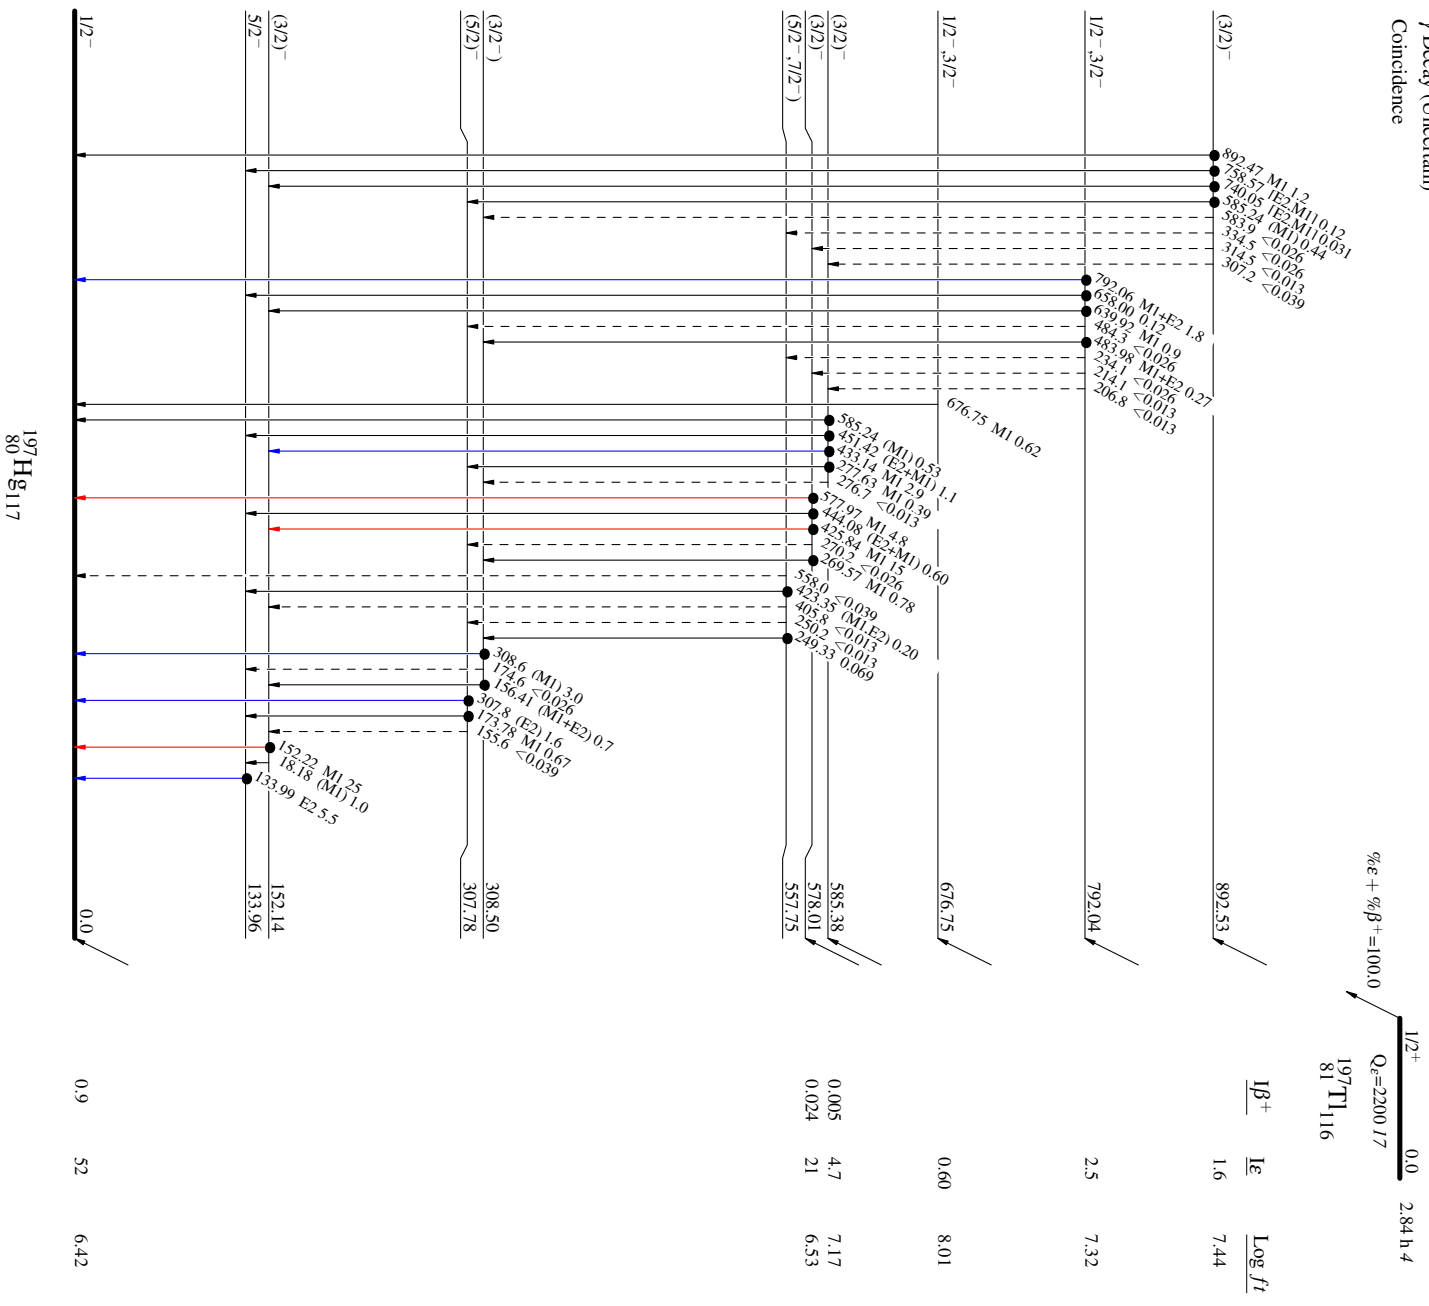 γ Decay (Uncertain)
Coincidence
1/2⁺ 0.0 2.84 h 4
Qε=2200 17
¹⁹⁷₈₁Tl₁₁₆
%ε + %β⁺=100.0
Iβ⁺ Iε Log ft
(3/2)⁻ 892.53 1.6 7.44
1/2⁻,3/2⁻ 792.04 2.5 7.32
1/2⁻,3/2⁻ 676.75 0.60 8.01
(3/2)⁻ 585.38 0.005 4.7 7.17
(3/2)⁻ 578.01 0.024 21 6.53
(5/2⁻,7/2⁻) 557.75
(3/2⁻) 308.50
(5/2)⁻ 307.78
(3/2)⁻ 152.14
5/2⁻ 133.96
1/2⁻ 0.0 0.9 52 6.42
892.47 M1 1.2
758.57 [E2,M1] 0.12
740.05 [E2,M1] 0.031
585.24 (M1) 0.44
583.9 <0.026
334.5 <0.026
314.5 <0.013
307.2 <0.039
792.06 M1+E2 1.8
658.00 0.12
639.92 M1 0.9
484.3 <0.026
483.98 M1+E2 0.27
234.1 <0.026
214.1 <0.013
206.8 <0.013
676.75 M1 0.62
585.24 (M1) 0.53
451.42 (E2+M1) 1.1
433.14 M1 2.9
277.63 M1 0.39
276.7 <0.013
577.97 M1 4.8
444.08 (E2+M1) 0.60
425.84 M1 15
270.2 <0.026
269.57 M1 0.78
558.0 <0.039
423.35 (M1,E2) 0.20
405.8 <0.013
250.2 <0.013
249.33 0.069
308.6 (M1) 3.0
174.6 <0.026
156.41 (M1+E2) 0.7
307.8 (E2) 1.6
173.78 M1 0.67
155.6 <0.039
152.22 M1 25
18.18 (M1) 1.0
133.99 E2 5.5
¹⁹⁷₈₀Hg₁₁₇